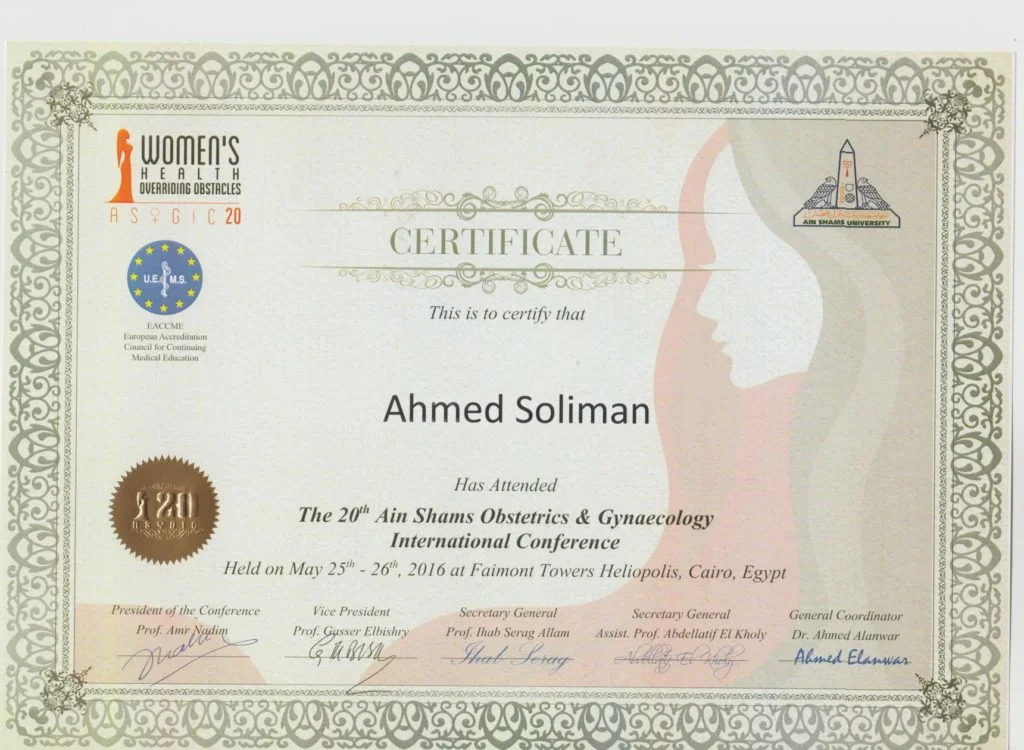 WOMEN'S
HEALTH
OVERRIDING OBSTACLES
ASGIC 20
AIN SHAMS UNIVERSITY
CERTIFICATE
U.E.M.S.
This is to certify that
EACCME
European Accreditation
Council for Continuing
Medical Education
Ahmed Soliman
Has Attended
20
The 20th Ain Shams Obstetrics & Gynaecology
International Conference
Held on May 25th - 26th, 2016 at Faimont Towers Heliopolis, Cairo, Egypt
President of the Conference
Prof. Amr Nadim
Vice President
Prof. Gasser Elbishry
Secretary General
Prof. Ihab Serag Allam
Ihab Serag
Secretary General
Assist. Prof. Abdellatif El Kholy
General Coordinator
Dr. Ahmed Alanwar
Ahmed Elanwar